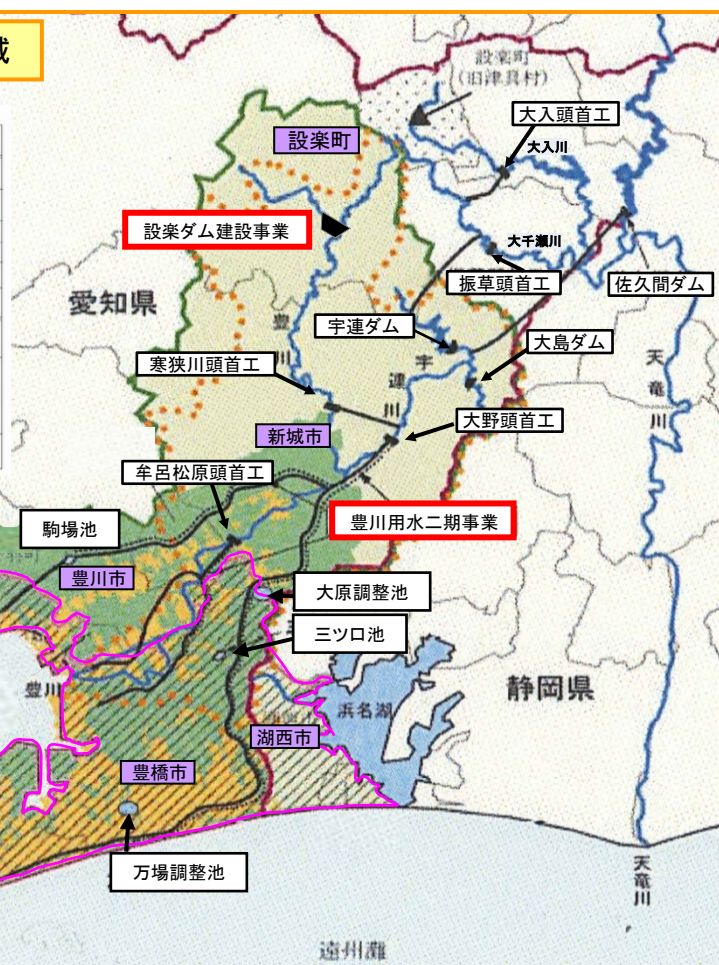 域
設楽町
(旧津具村)
大入頭首工
大入川
設楽町
設楽ダム建設事業
大千瀬川
振草頭首工
佐久間ダム
愛知県
豊川
宇連ダム
宇連川
大島ダム
天竜川
寒狭川頭首工
大野頭首工
新城市
牟呂松原頭首工
豊川用水二期事業
駒場池
豊川市
大原調整池
三ツ口池
豊川
静岡県
浜名湖
湖西市
豊橋市
万場調整池
天竜川
遠州灘